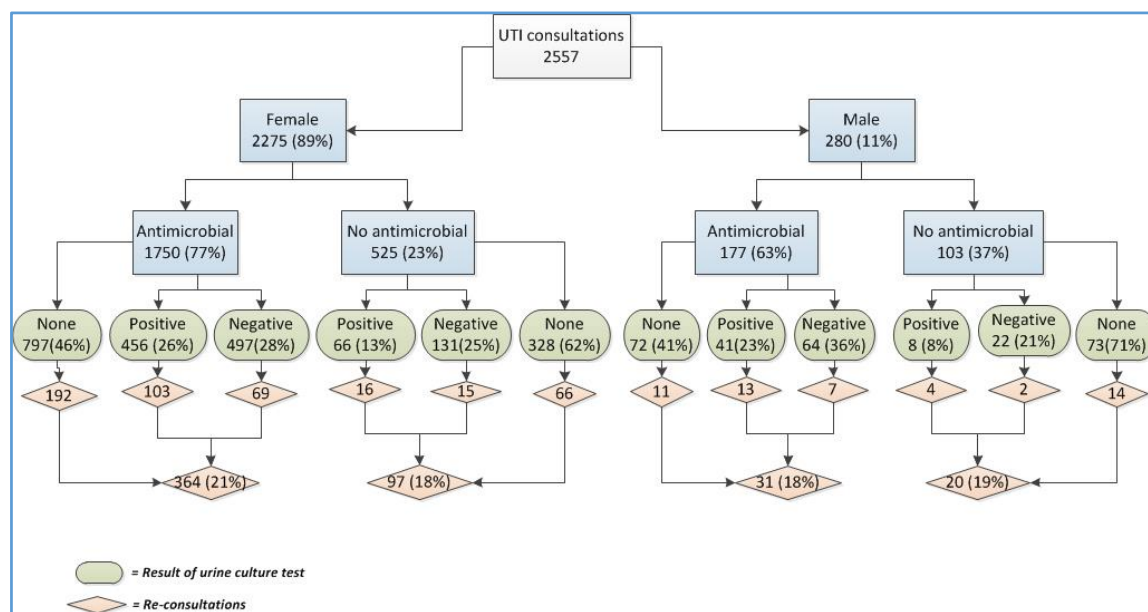 UTI consultations
2557
Female
2275 (89%)
Male
280 (11%)
Antimicrobial
1750 (77%)
No antimicrobial
525 (23%)
Antimicrobial
177 (63%)
No antimicrobial
103 (37%)
None
797(46%)
Positive
456 (26%)
Negative
497(28%)
Positive
66 (13%)
Negative
131(25%)
None
328 (62%)
None
72 (41%)
Positive
41(23%)
Negative
64 (36%)
Positive
8 (8%)
Negative
22 (21%)
None
73(71%)
192
103
69
16
15
66
11
13
7
4
2
14
364 (21%)
97 (18%)
31 (18%)
20 (19%)
= Result of urine culture test
= Re-consultations